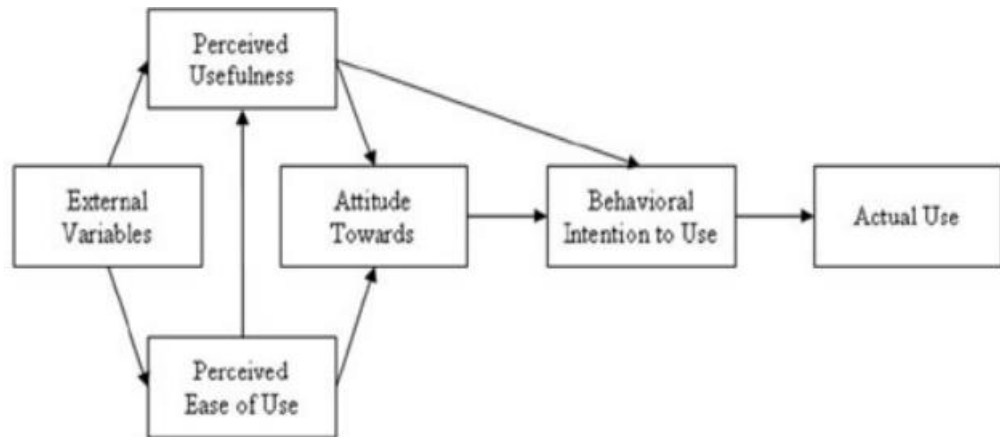 Perceived
Usefulness
External
Variables
Attitude
Towards
Behavioral
Intention to Use
Actual Use
Perceived
Ease of Use